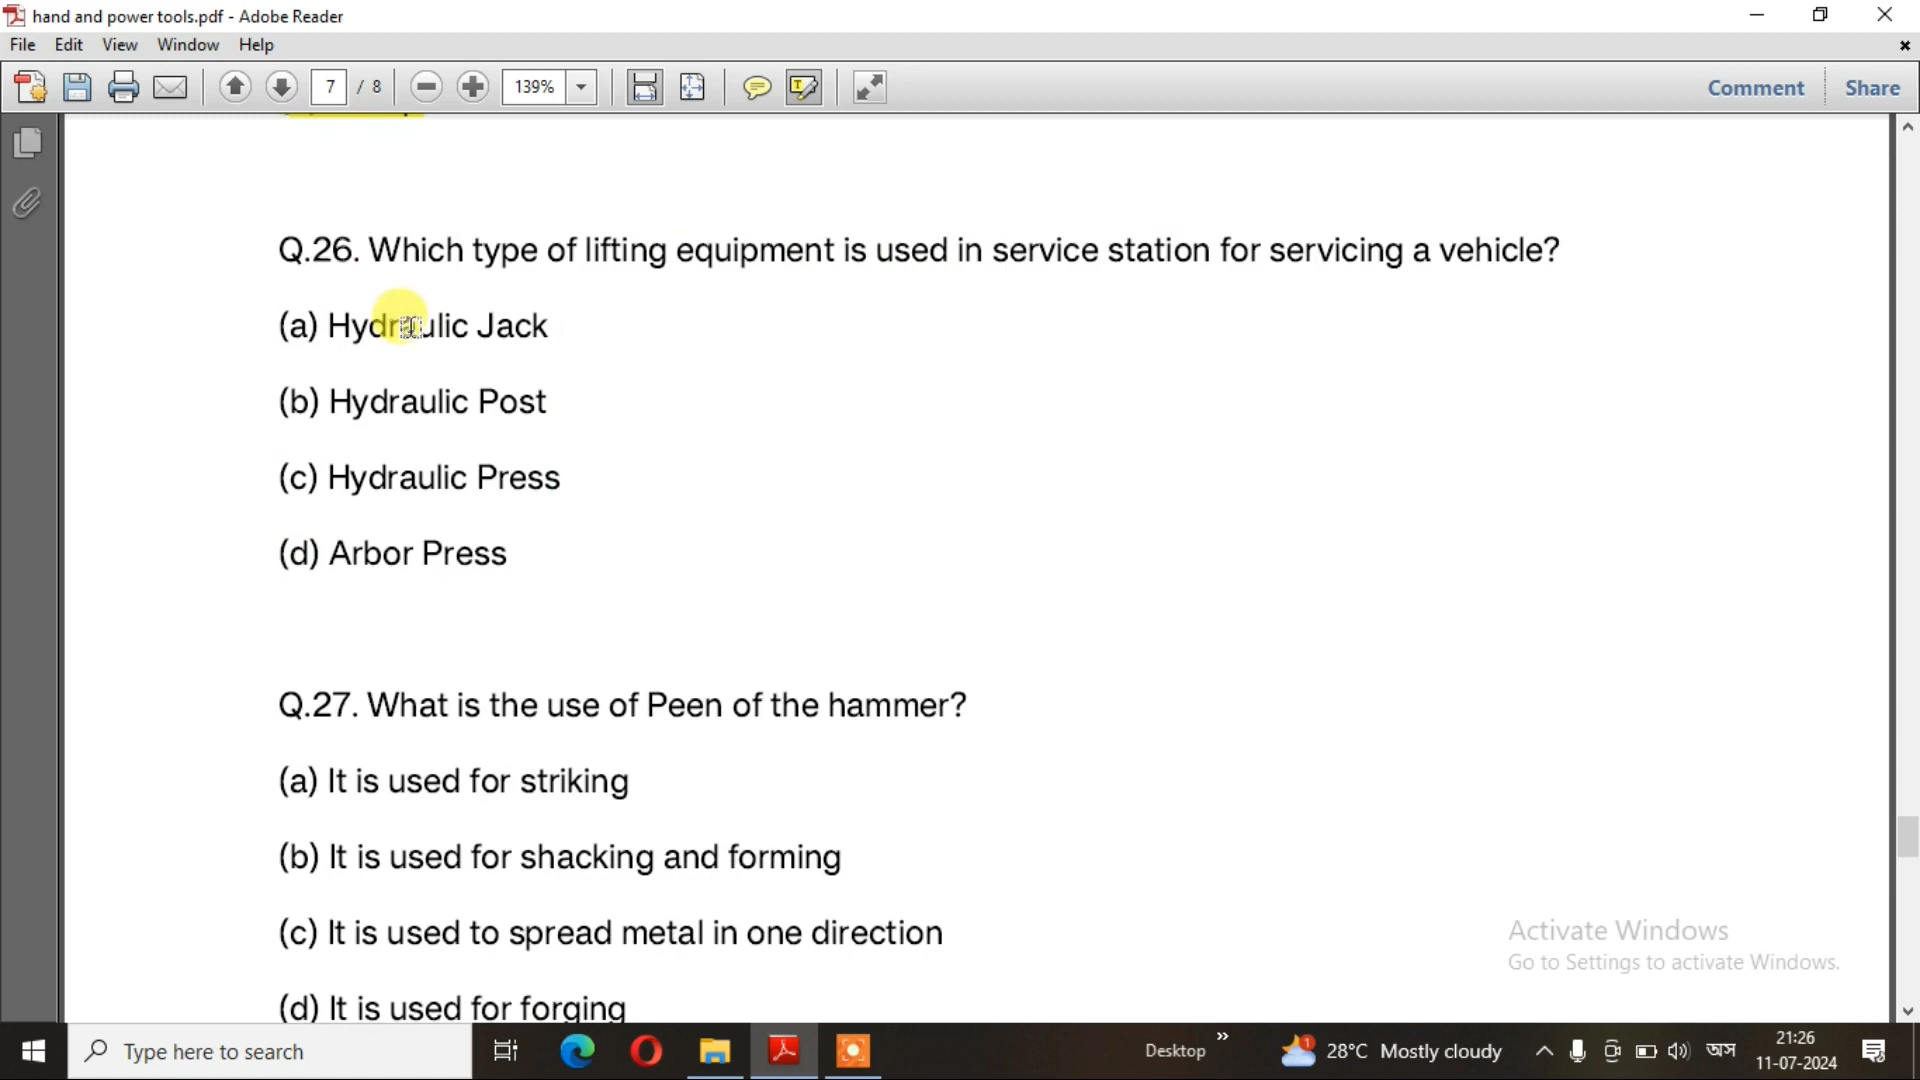 hand and power tools.pdf - Adobe Reader
File Edit View Window Help
7 / 8 139% Comment Share
Q.26. Which type of lifting equipment is used in service station for servicing a vehicle?
(a) Hydraulic Jack
(b) Hydraulic Post
(c) Hydraulic Press
(d) Arbor Press
Q.27. What is the use of Peen of the hammer?
(a) It is used for striking
(b) It is used for shacking and forming
(c) It is used to spread metal in one direction
(d) It is used for forging
Activate Windows
Go to Settings to activate Windows.
Type here to search Desktop » 1 28°C Mostly cloudy অস 21:26
11-07-2024